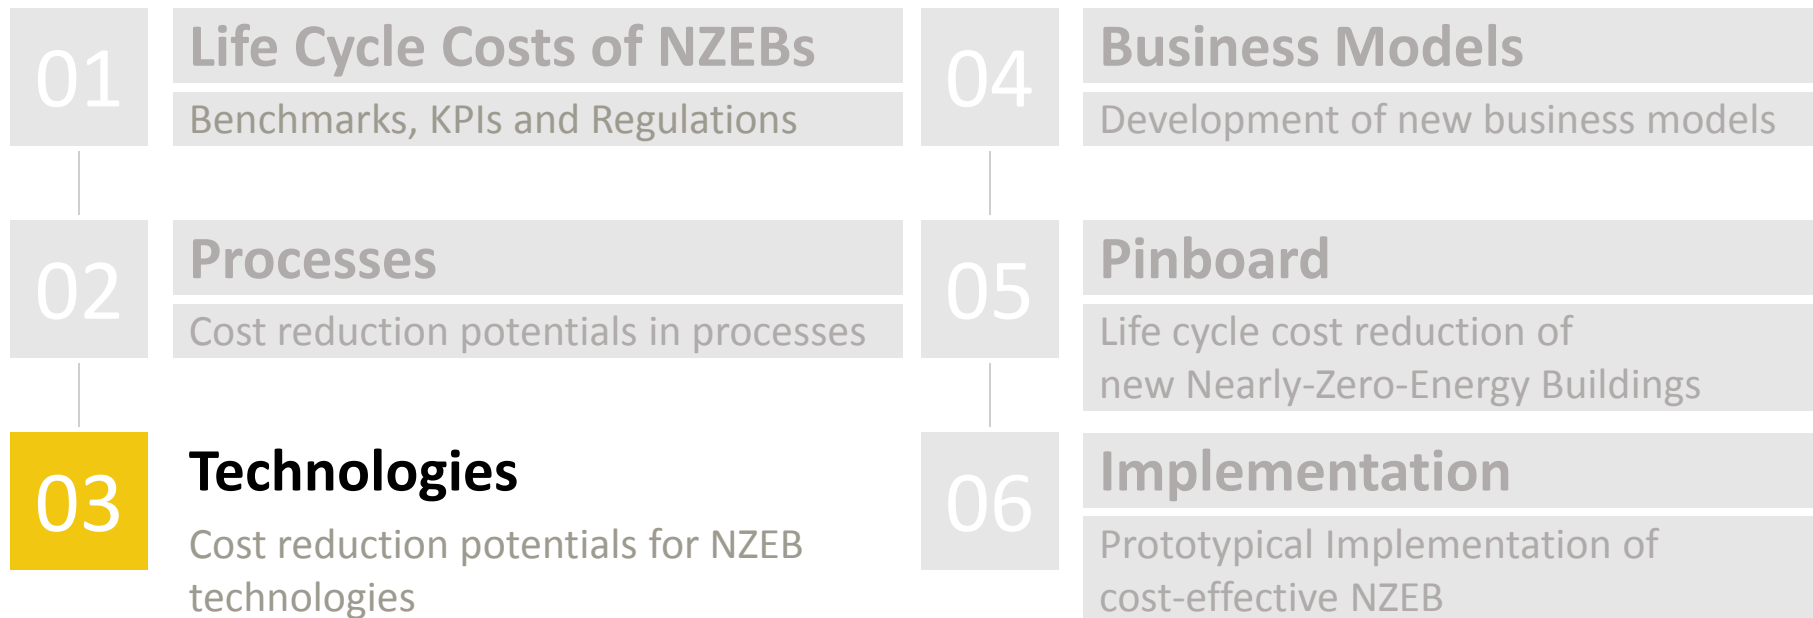 01
Life Cycle Costs of NZEBs
Benchmarks, KPIs and Regulations
02
Processes
Cost reduction potentials in processes
03
Technologies
Cost reduction potentials for NZEB
technologies
04
Business Models
Development of new business models
05
Pinboard
Life cycle cost reduction of
new Nearly-Zero-Energy Buildings
06
Implementation
Prototypical Implementation of
cost-effective NZEB